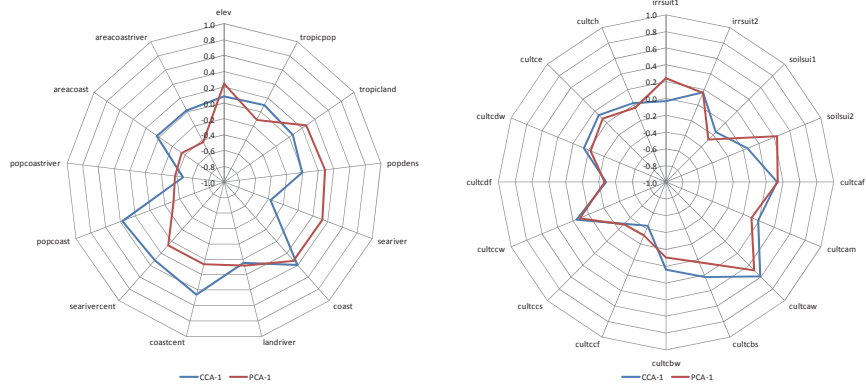 elev
tropicpop
tropicland
popdens
seariver
coast
landriver
coastcent
searivercent
popcoast
popcoastriver
areacoast
areacoastriver
1.0
0.8
0.6
0.4
0.2
0.0
-0.2
-0.4
-0.6
-0.8
-1.0
CCA-1
PCA-1
irrsuit1
irrsuit2
soilsui1
soilsui2
cultcaf
cultcam
cultcaw
cultcbs
cultcbw
cultccf
cultccs
cultccw
cultcdf
cultcdw
cultce
cultch
1.0
0.8
0.6
0.4
0.2
0.0
-0.2
-0.4
-0.6
-0.8
-1.0
CCA-1
PCA-1